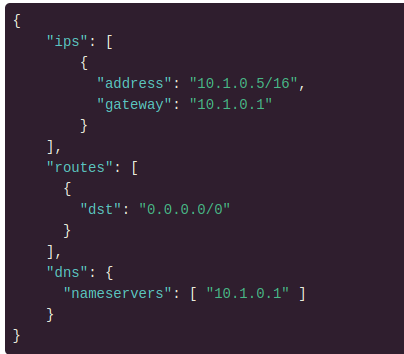 {
    "ips": [
        {
          "address": "10.1.0.5/16",
          "gateway": "10.1.0.1"
        }
    ],
    "routes": [
      {
        "dst": "0.0.0.0/0"
      }
    ],
    "dns": {
      "nameservers": [ "10.1.0.1" ]
    }
}